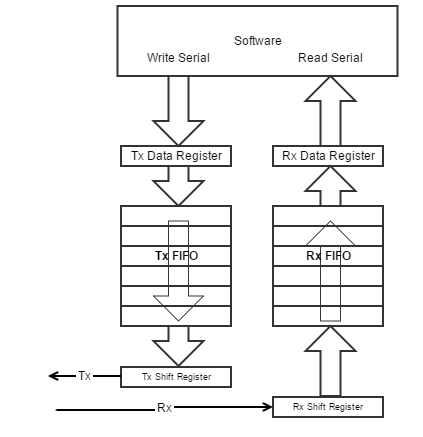 Software
Write Serial
Read Serial
Tx Data Register
Rx Data Register
Tx FIFO
Rx FIFO
Tx
Tx Shift Register
Rx
Rx Shift Register